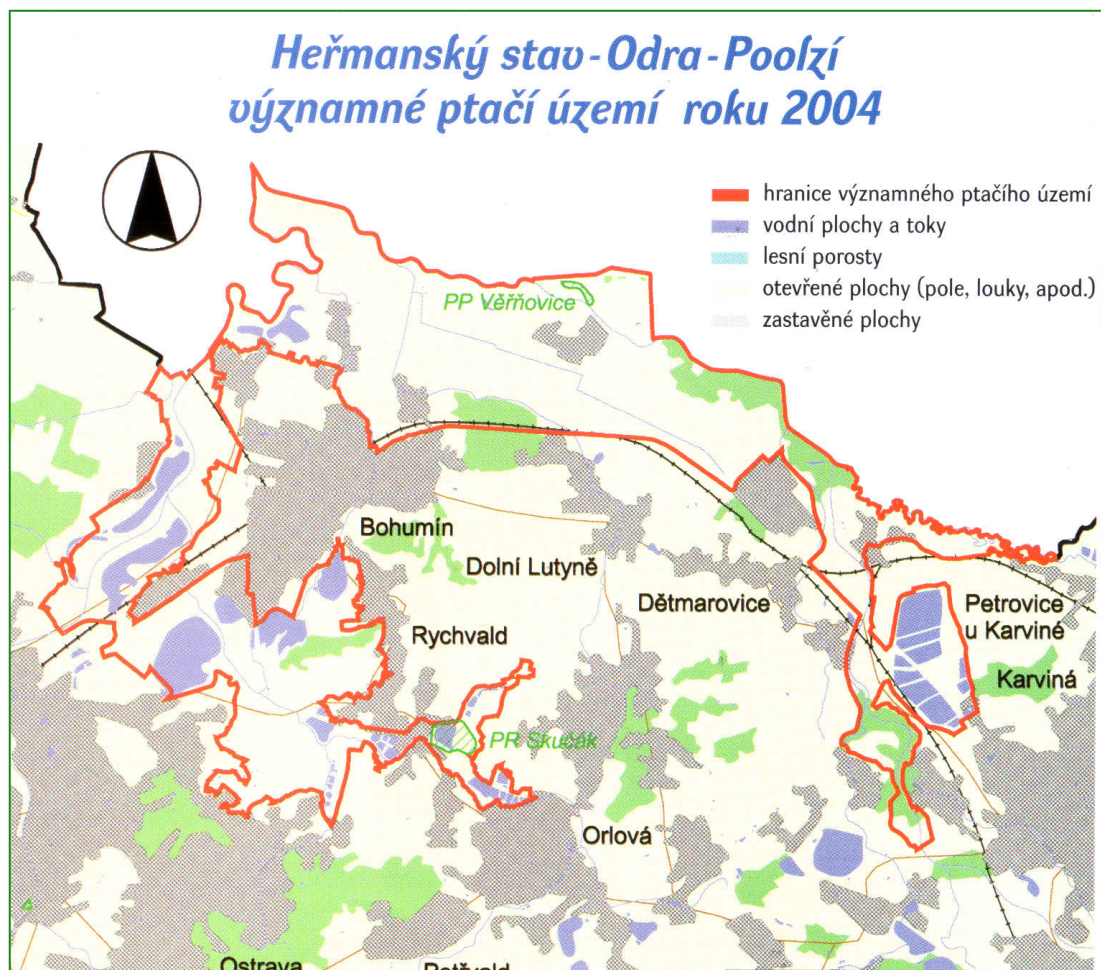 Heřmanský stav-Odra-Poolzí
významné ptačí území roku 2004
hranice významného ptačího území
vodní plochy a toky
lesní porosty
otevřené plochy (pole, louky, apod.)
zastavěné plochy
PP Věřňovice
Bohumín
Dolní Lutyně
Dětmarovice
Petrovice
u Karviné
Rychvald
Karviná
PR Skučák
Orlová
Ostrava
Petřvald